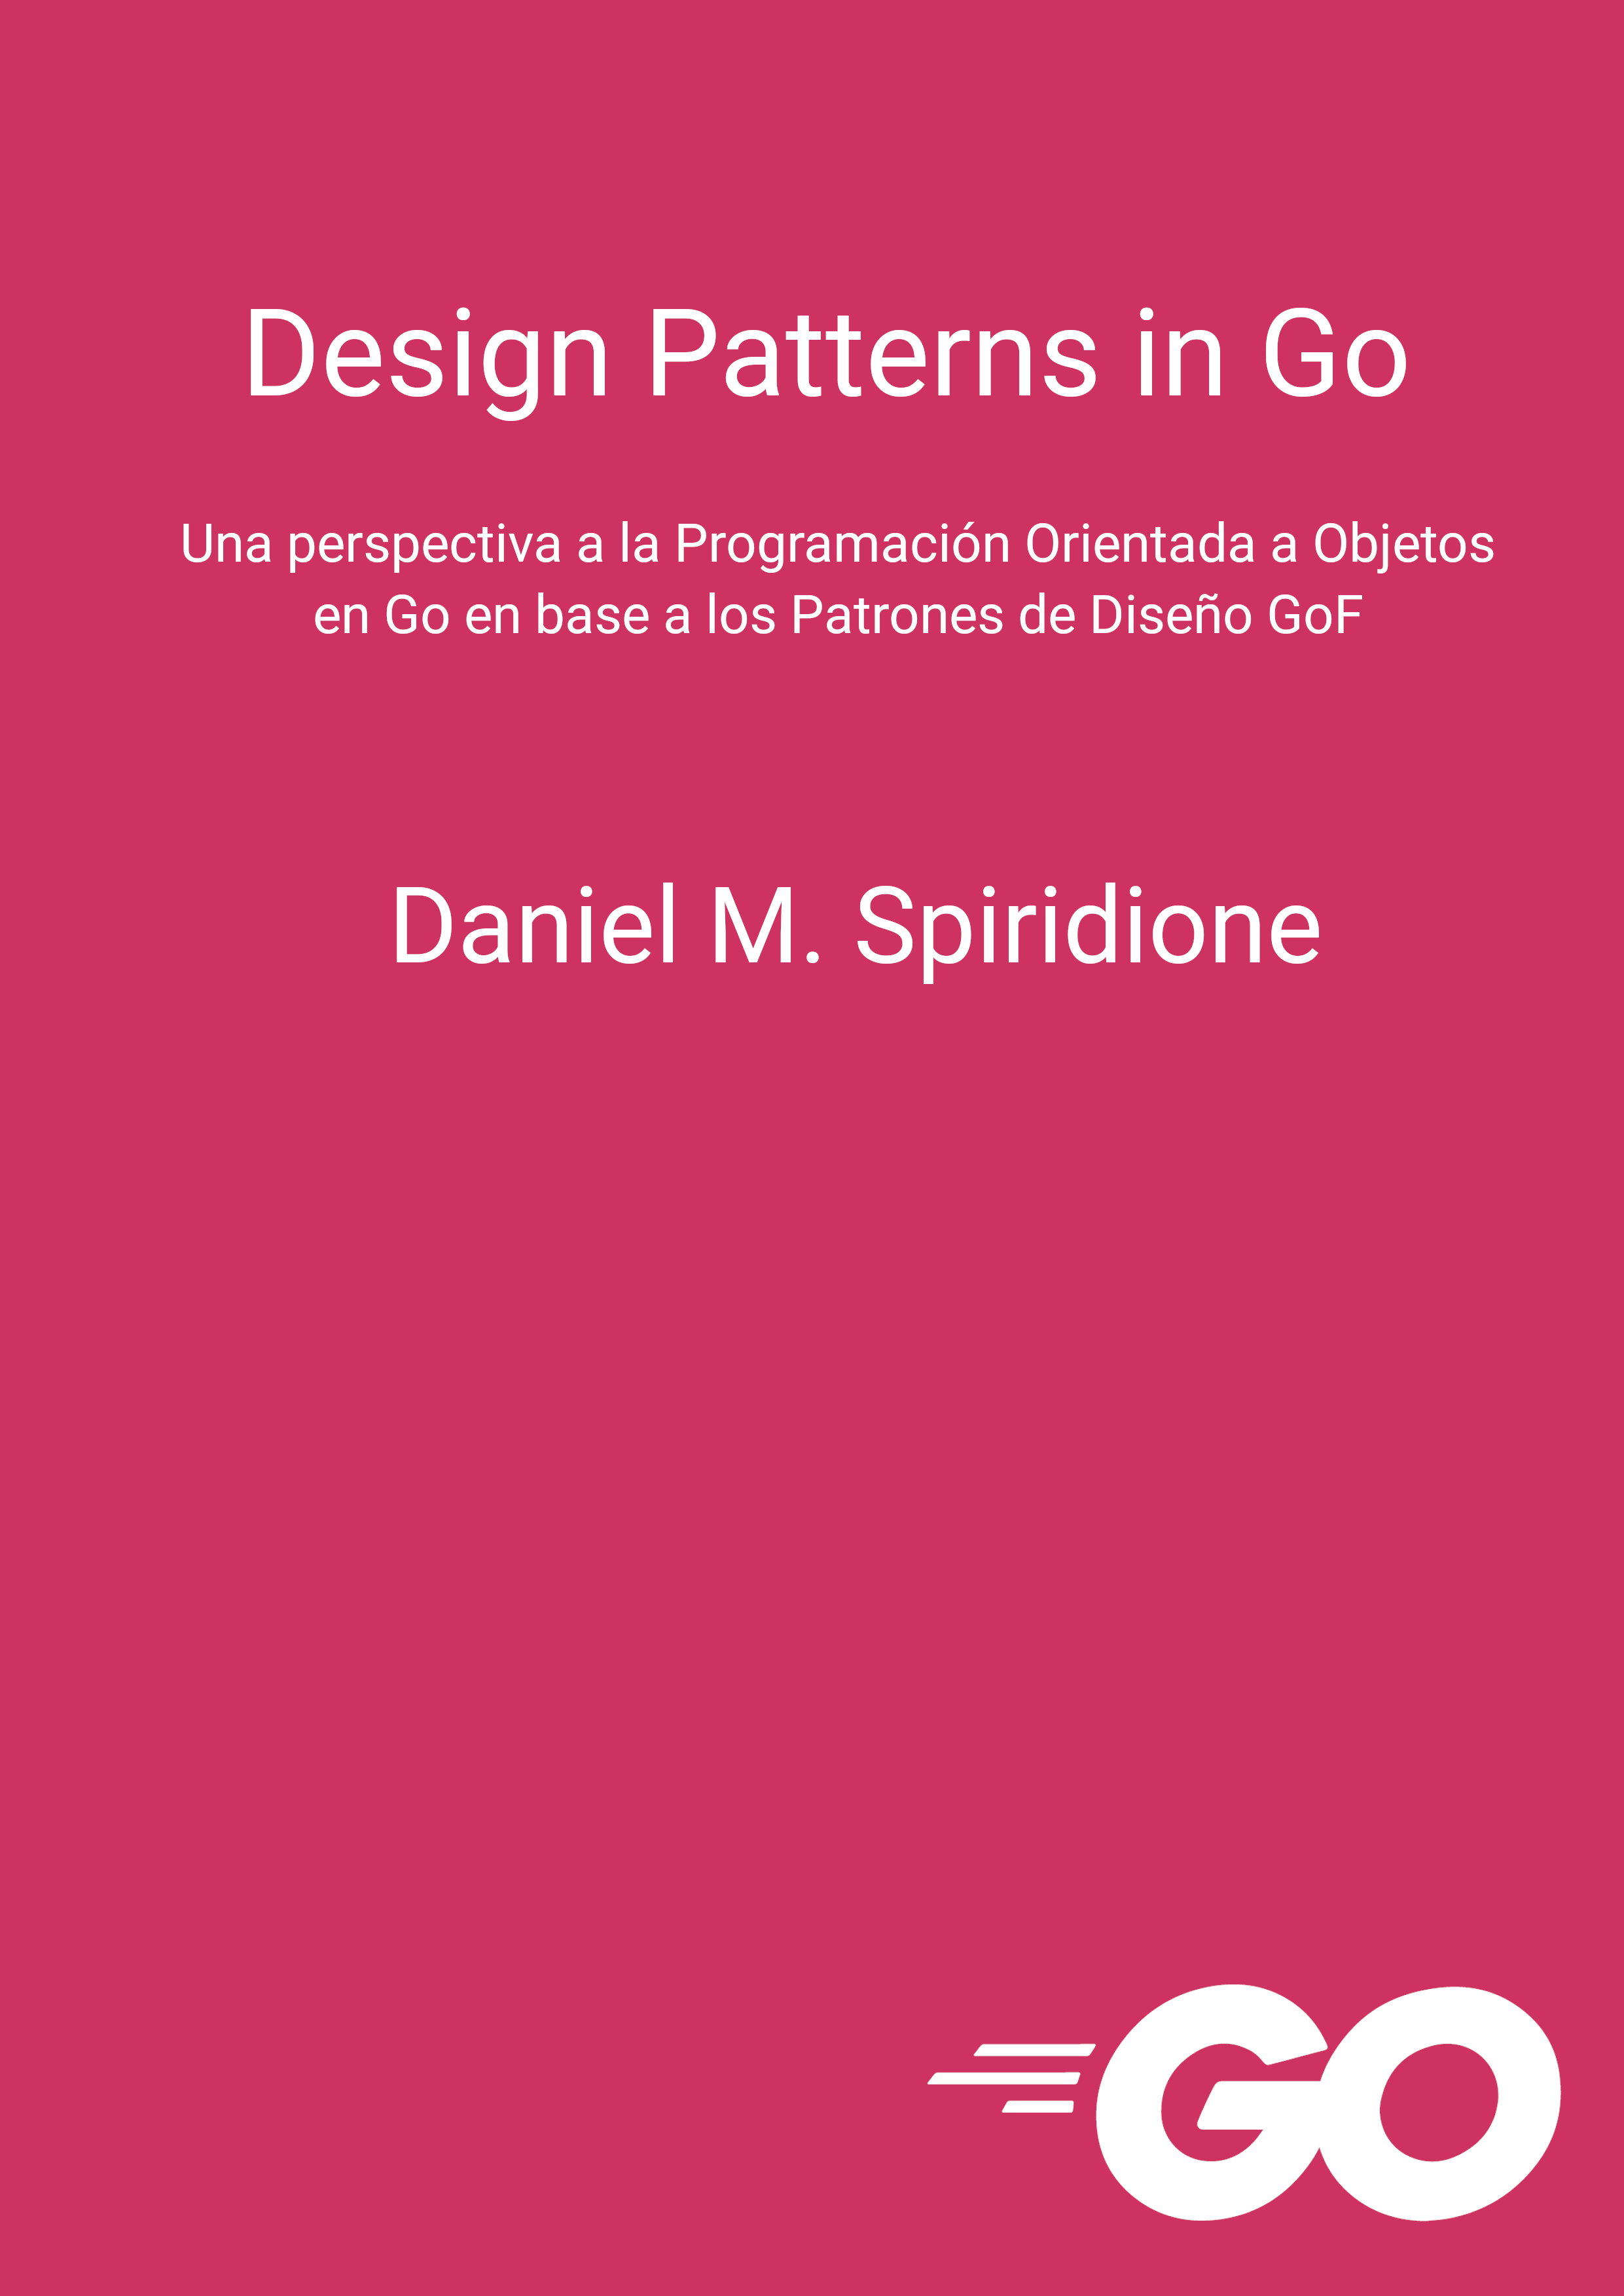 Design Patterns in Go
Una perspectiva a la Programación Orientada a Objetos
en Go en base a los Patrones de Diseño GoF
Daniel M. Spiridione
GO